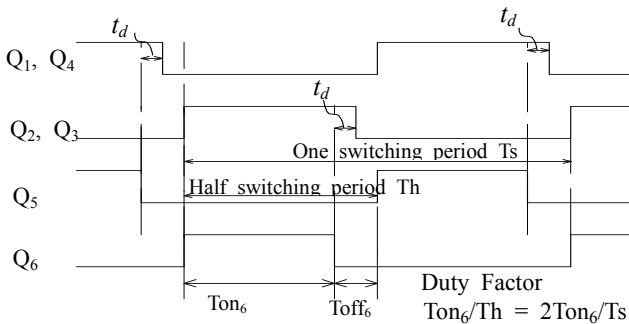 t_d
t_d
Q₁, Q₄
t_d
Q₂, Q₃
One switching period Ts
Half switching period Th
Q₅
Q₆
Duty Factor
Ton₆ Toff₆
Ton₆/Th = 2Ton₆/Ts